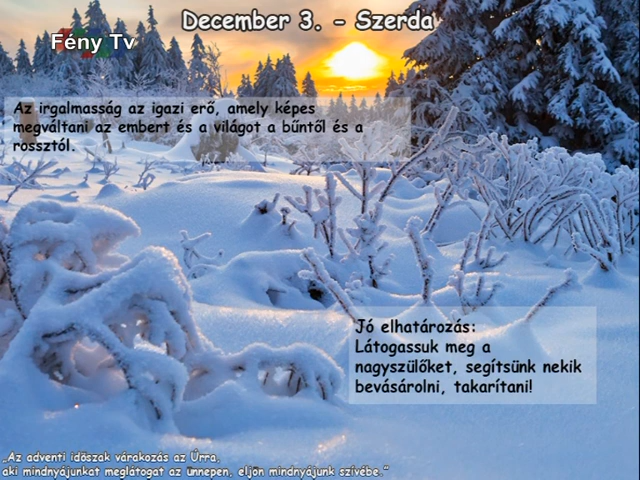 December 3. - Szerda
Fény Tv
Az irgalmasság az igazi erő, amely képes
megváltani az embert és a világot a bűntől és a
rossztól.
Jó elhatározás:
Látogassuk meg a
nagyszülőket, segítsünk nekik
bevásárolni, takarítani!
„Az adventi időszak várakozás az Úrra,
aki mindnyájunkat meglátogat az ünnepen, eljön mindnyájunk szívébe.”